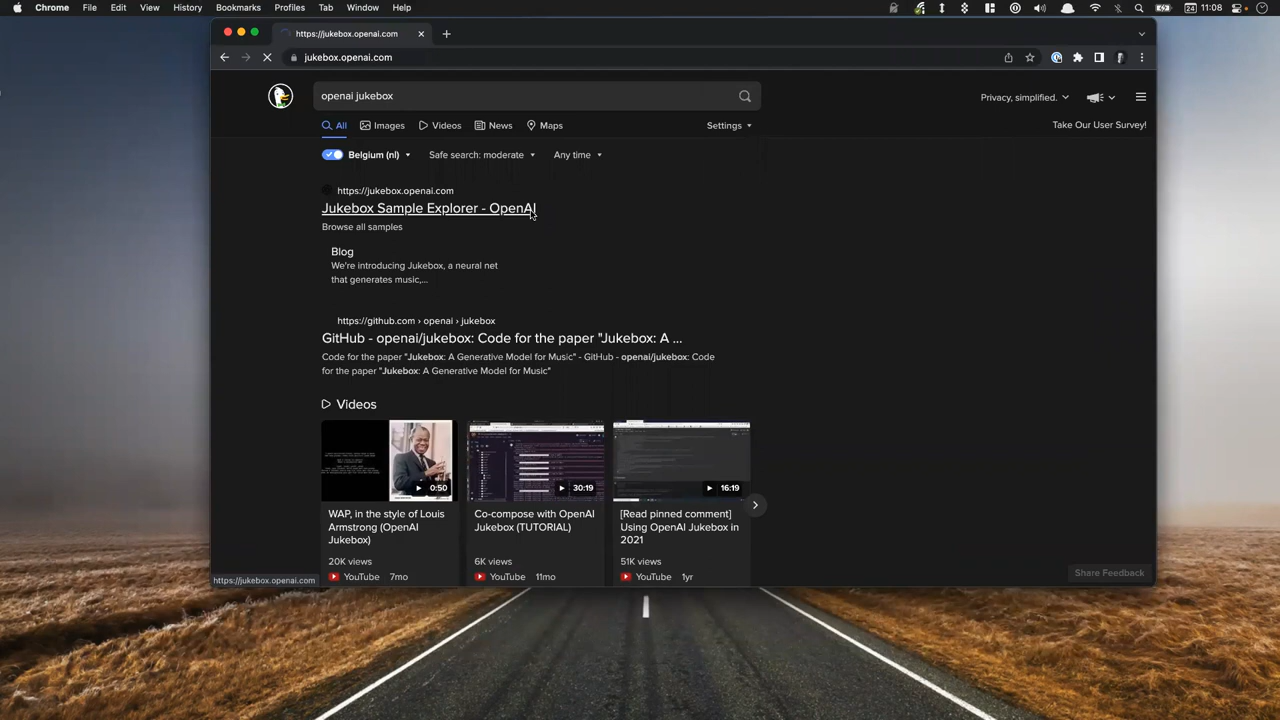 Chrome File Edit View History Bookmarks Profiles Tab Window Help
24 11:08
https://jukebox.openai.com
jukebox.openai.com
openai jukebox
Privacy, simplified.
All Images Videos News Maps Settings
Take Our User Survey!
Belgium (nl) Safe search: moderate Any time
https://jukebox.openai.com
Jukebox Sample Explorer - OpenAI
Browse all samples
Blog
We're introducing Jukebox, a neural net
that generates music,...
https://github.com › openai › jukebox
GitHub - openai/jukebox: Code for the paper "Jukebox: A ...
Code for the paper "Jukebox: A Generative Model for Music" - GitHub - openai/jukebox: Code
for the paper "Jukebox: A Generative Model for Music"
Videos
0:50
WAP, in the style of Louis
Armstrong (OpenAI
Jukebox)
20K views
YouTube 7mo
30:19
Co-compose with OpenAI
Jukebox (TUTORIAL)
6K views
YouTube 11mo
16:19
[Read pinned comment]
Using OpenAI Jukebox in
2021
51K views
YouTube 1yr
Share Feedback
https://jukebox.openai.com